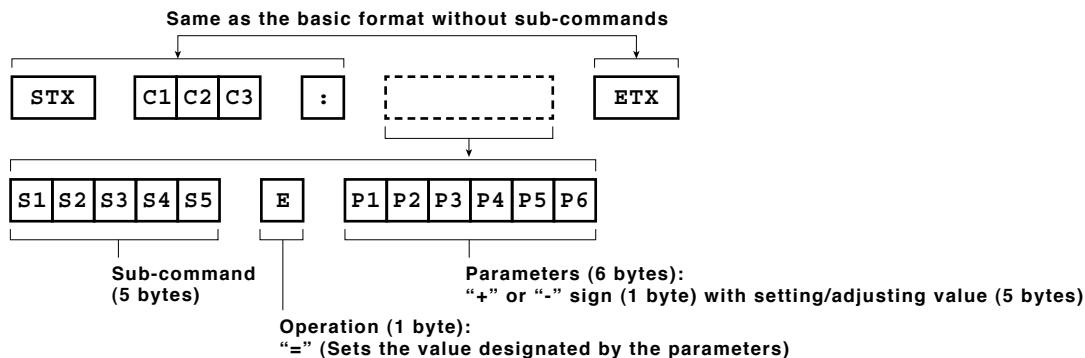 Same as the basic format without sub-commands
STX C1 C2 C3 : ETX
S1 S2 S3 S4 S5 E P1 P2 P3 P4 P5 P6
Sub-command
(5 bytes)
Parameters (6 bytes):
“+” or “-” sign (1 byte) with setting/adjusting value (5 bytes)
Operation (1 byte):
“=” (Sets the value designated by the parameters)